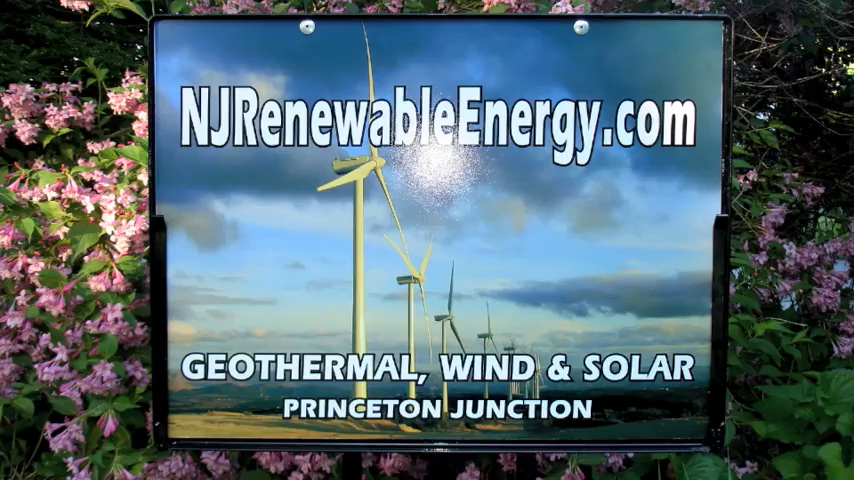 NJRenewableEnergy.com
GEOTHERMAL, WIND & SOLAR
PRINCETON JUNCTION